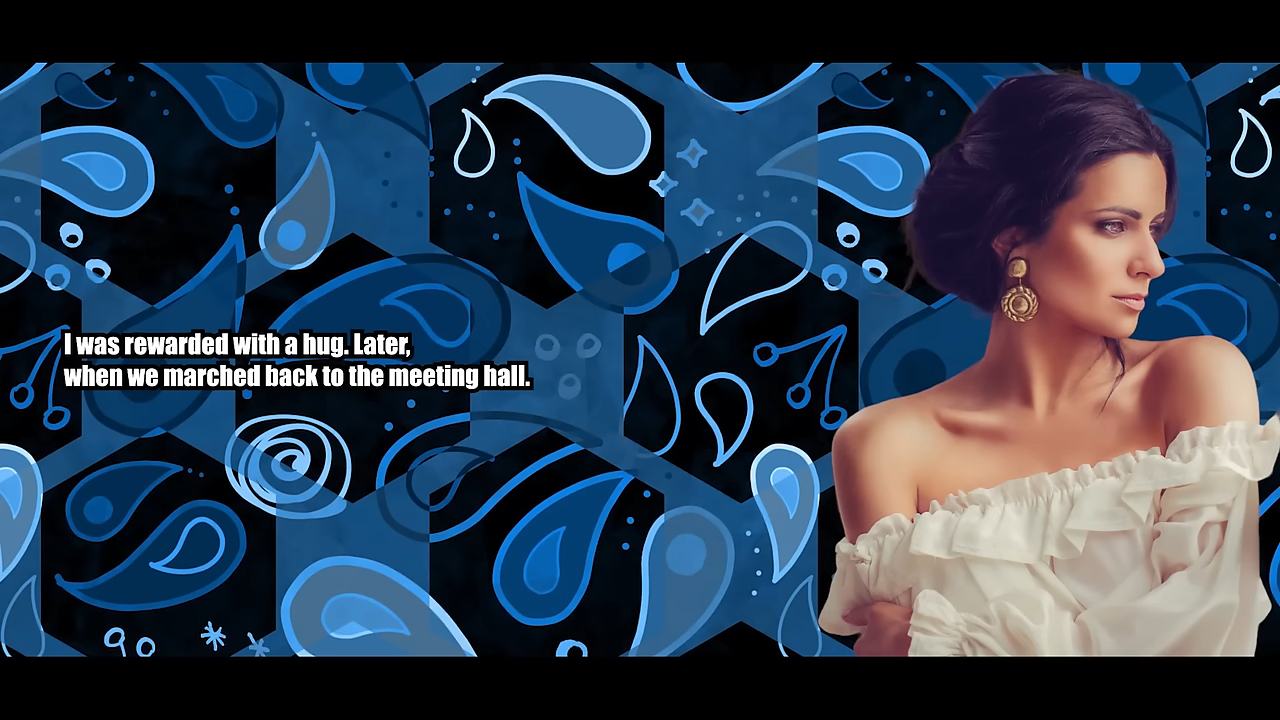 I was rewarded with a hug. Later,
when we marched back to the meeting hall.